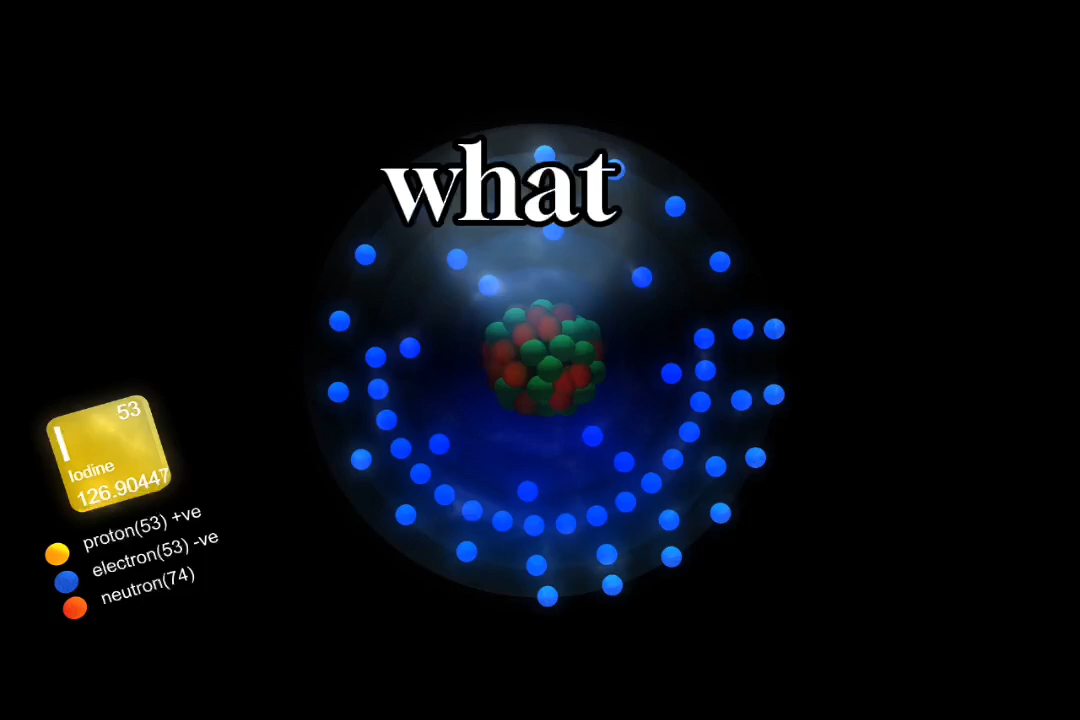 what
53
I
Iodine
126.90447
proton(53) +ve
electron(53) -ve
neutron(74)